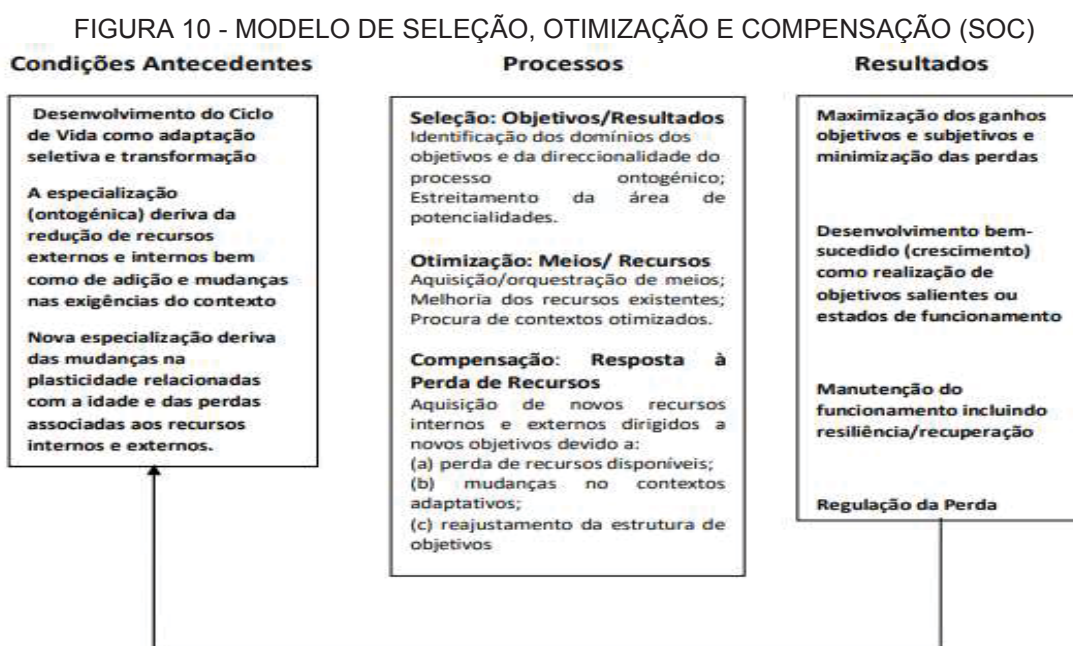 FIGURA 10 - MODELO DE SELEÇÃO, OTIMIZAÇÃO E COMPENSAÇÃO (SOC)
Condições Antecedentes
Desenvolvimento do Ciclo
de Vida como adaptação
seletiva e transformação
A especialização
(ontogénica) deriva da
redução de recursos
externos e internos bem
como de adição e mudanças
nas exigências do contexto
Nova especialização deriva
das mudanças na
plasticidade relacionadas
com a idade e das perdas
associadas aos recursos
internos e externos.
Processos
Seleção: Objetivos/Resultados
Identificação dos domínios dos
objetivos e da direccionalidade do
processo ontogénico;
Estreitamento da área de
potencialidades.
Otimização: Meios/ Recursos
Aquisição/orquestração de meios;
Melhoria dos recursos existentes;
Procura de contextos otimizados.
Compensação: Resposta à
Perda de Recursos
Aquisição de novos recursos
internos e externos dirigidos a
novos objetivos devido a:
(a) perda de recursos disponíveis;
(b) mudanças no contextos
adaptativos;
(c) reajustamento da estrutura de
objetivos
Resultados
Maximização dos ganhos
objetivos e subjetivos e
minimização das perdas
Desenvolvimento bem-
sucedido (crescimento)
como realização de
objetivos salientes ou
estados de funcionamento
Manutenção do
funcionamento incluindo
resiliência/recuperação
Regulação da Perda